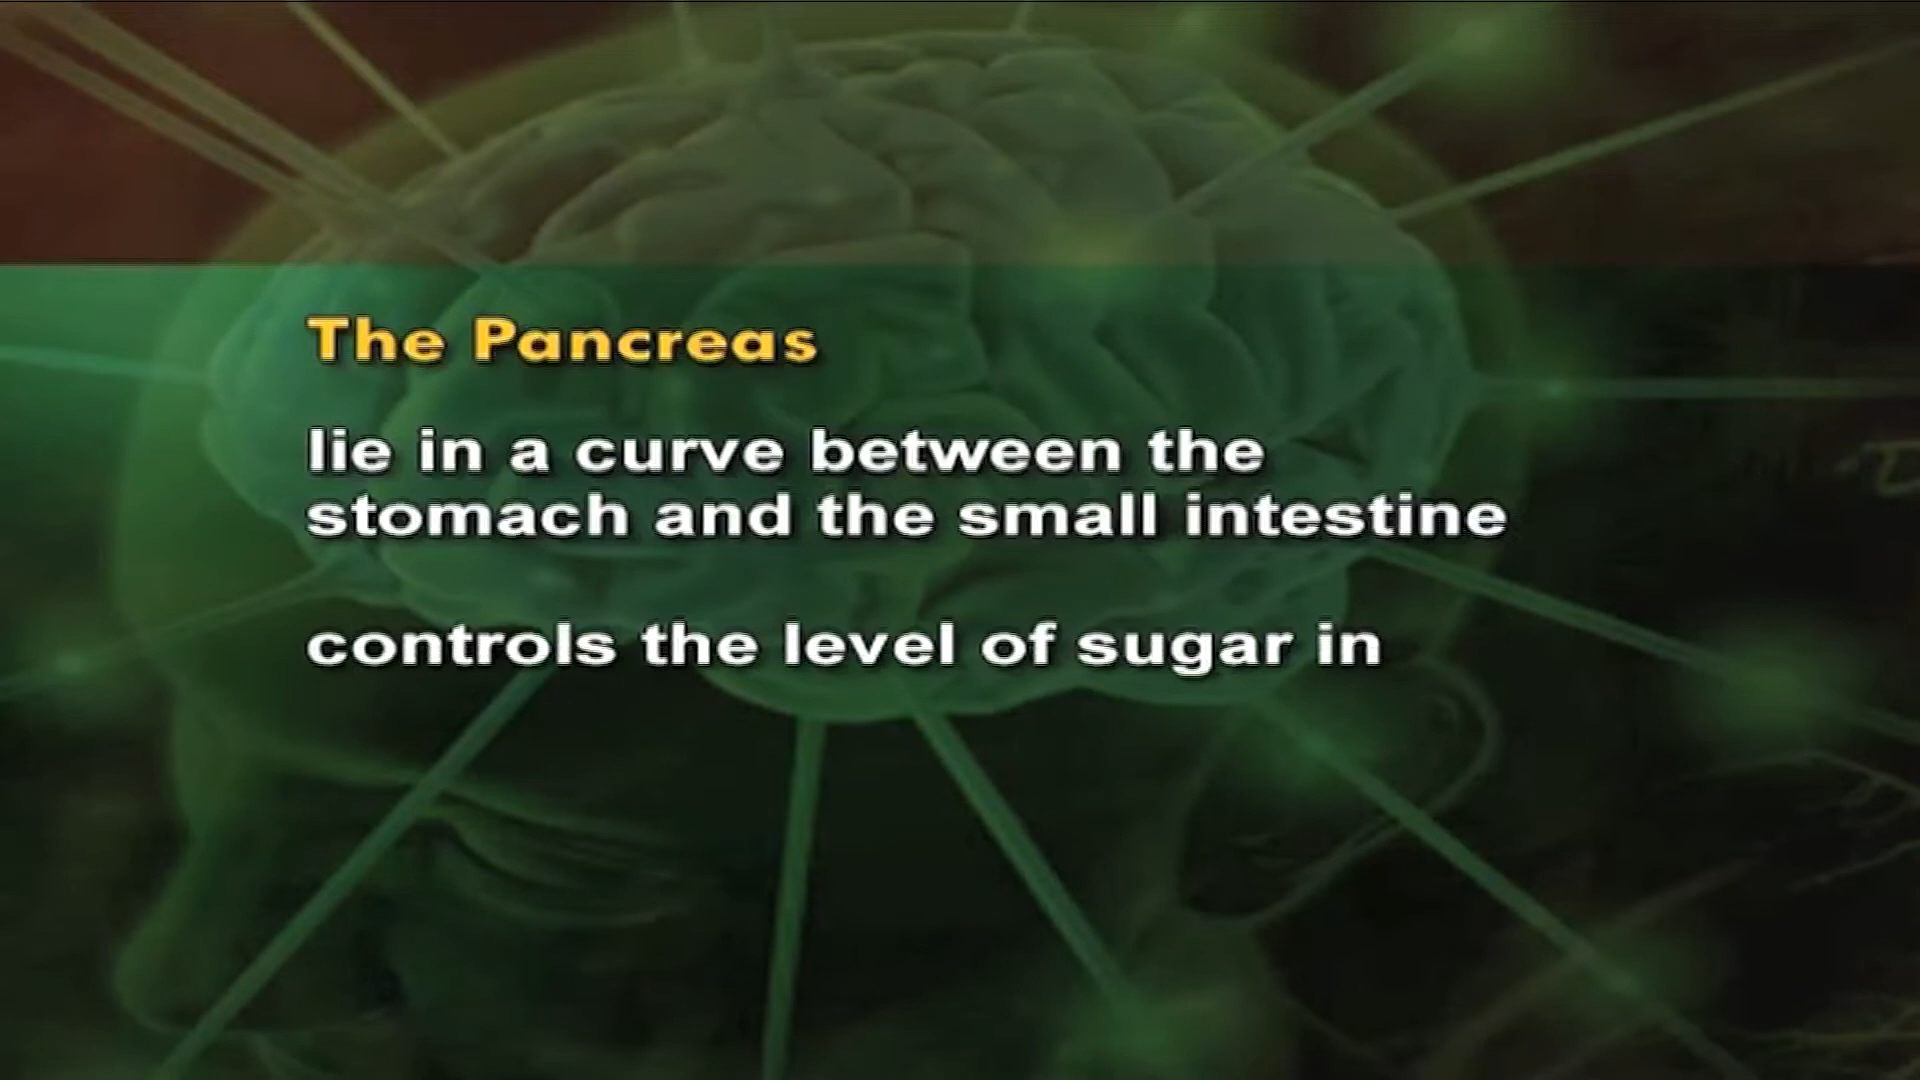 The Pancreas
lie in a curve between the
stomach and the small intestine
controls the level of sugar in